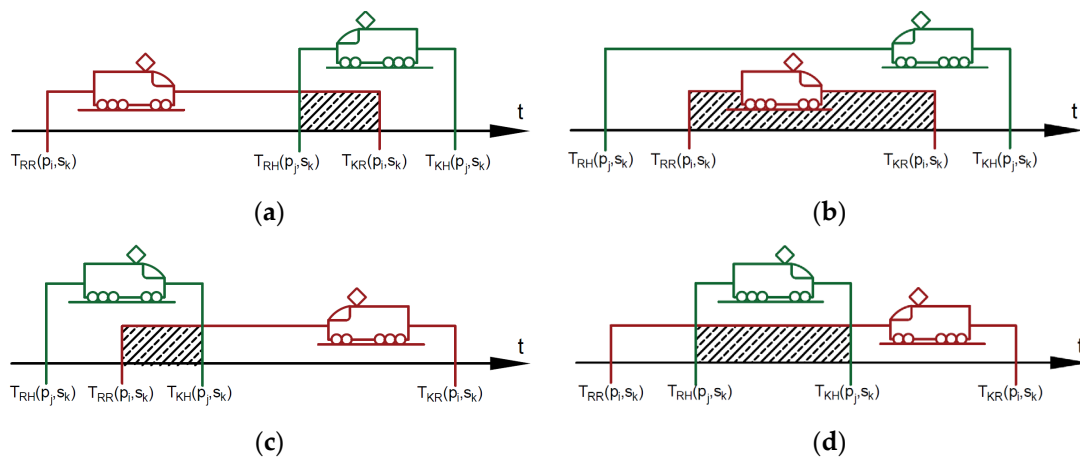 t
T_RR(p_i,s_k) T_RH(p_j,s_k) T_KR(p_i,s_k) T_KH(p_j,s_k)
(a)
t
T_RH(p_j,s_k) T_RR(p_i,s_k) T_KR(p_i,s_k) T_KH(p_j,s_k)
(b)
t
T_RH(p_j,s_k) T_RR(p_i,s_k) T_KH(p_j,s_k) T_KR(p_i,s_k)
(c)
t
T_RR(p_i,s_k) T_RH(p_j,s_k) T_KH(p_j,s_k) T_KR(p_i,s_k)
(d)